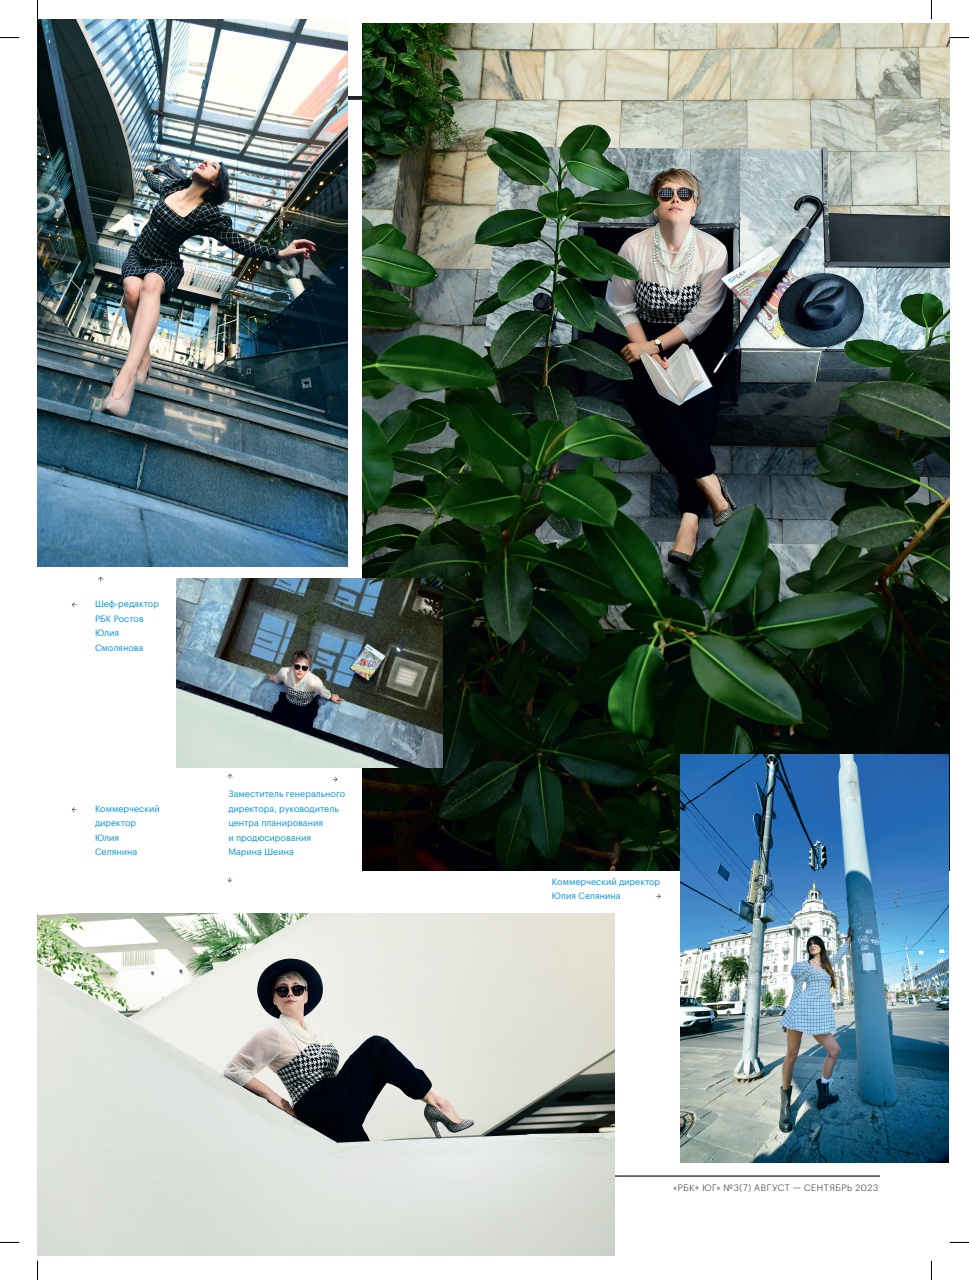 Шеф-редактор
РБК Ростов
Юлия
Смолянова
Коммерческий
директор
Юлия
Селянина
Заместитель генерального
директора, руководитель
центра планирования
и продюсирования
Марина Шеина
Коммерческий директор
Юлия Селянина
«РБК+ ЮГ» №3(7) АВГУСТ — СЕНТЯБРЬ 2023